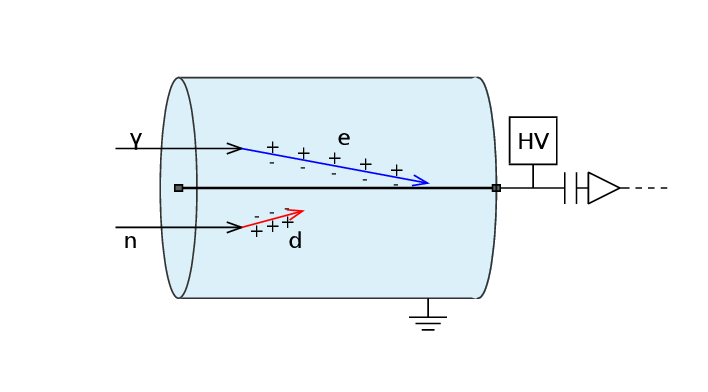 γ
e
HV
n
d
+ + + + +
- - - - -
- - -
+ + +